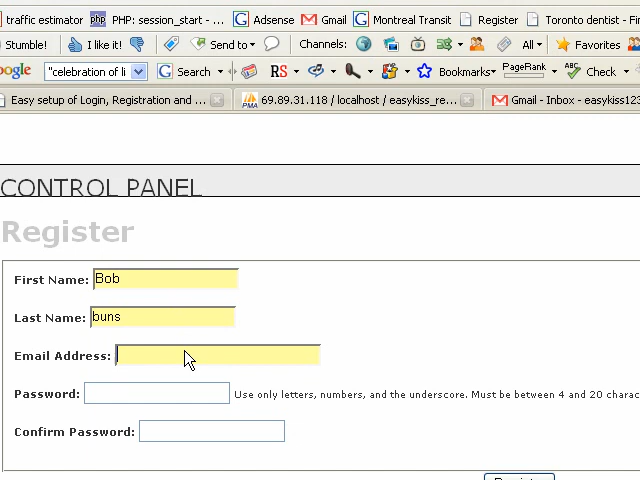 traffic estimator PHP: session_start - ... Adsense Gmail Montreal Transit Register Toronto dentist - Fin
Stumble! I like it! Send to Channels: All Favorites
oogle "celebration of li Search RS Bookmarks PageRank Check
Easy setup of Login, Registration and ... 69.89.31.118 / localhost / easykiss_re... Gmail - Inbox - easykiss123
CONTROL PANEL
Register
First Name: Bob
Last Name: buns
Email Address:
Password: Use only letters, numbers, and the underscore. Must be between 4 and 20 charac
Confirm Password: